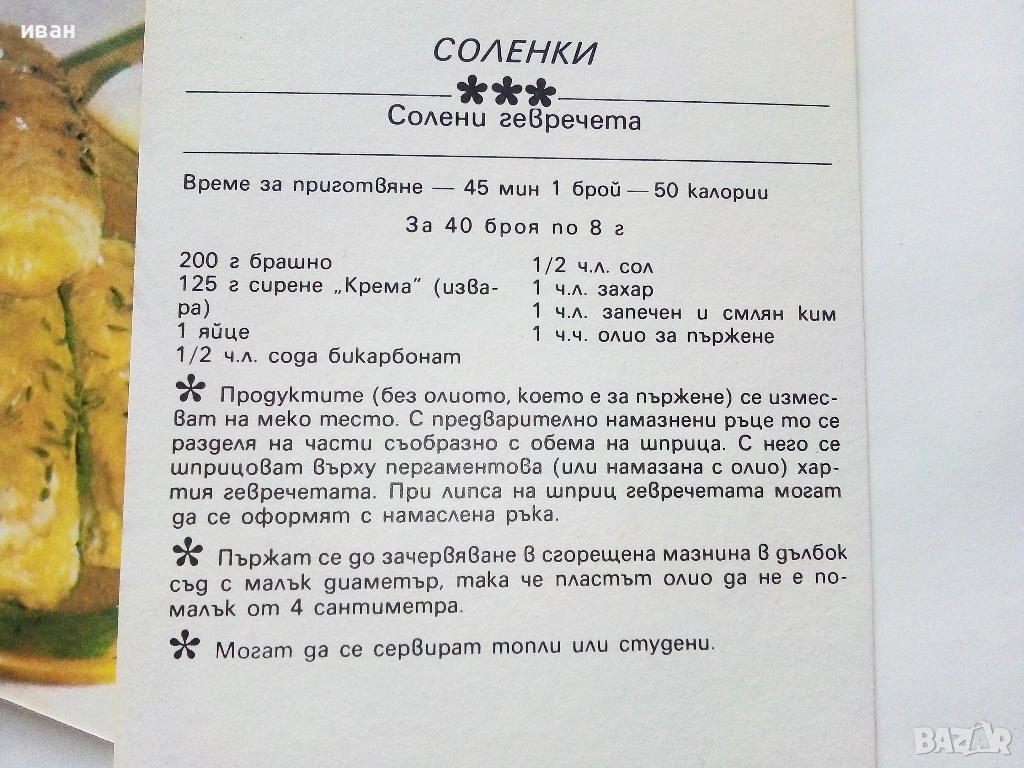 иван
СОЛЕНКИ
***
Солени гевречета
Време за приготвяне — 45 мин 1 брой — 50 калории
За 40 броя по 8 г
200 г брашно
125 г сирене „Крема" (изва-
ра)
1 яйце
1/2 ч.л. сода бикарбонат
1/2 ч.л. сол
1 ч.л. захар
1 ч.л. запечен и смлян ким
1 ч.ч. олио за пържене
* Продуктите (без олиото, което е за пържене) се измес-
ват на меко тесто. С предварително намазнени ръце то се
разделя на части съобразно с обема на шприца. С него се
шприцоват върху пергаментова (или намазана с олио) хар-
тия гевречетата. При липса на шприц гевречетата могат
да се оформят с намаслена ръка.
* Пържат се до зачервяване в сгорещена мазнина в дълбок
съд с малък диаметър, така че пластът олио да не е по-
малък от 4 сантиметра.
* Могат да се сервират топли или студени.
BAZAR